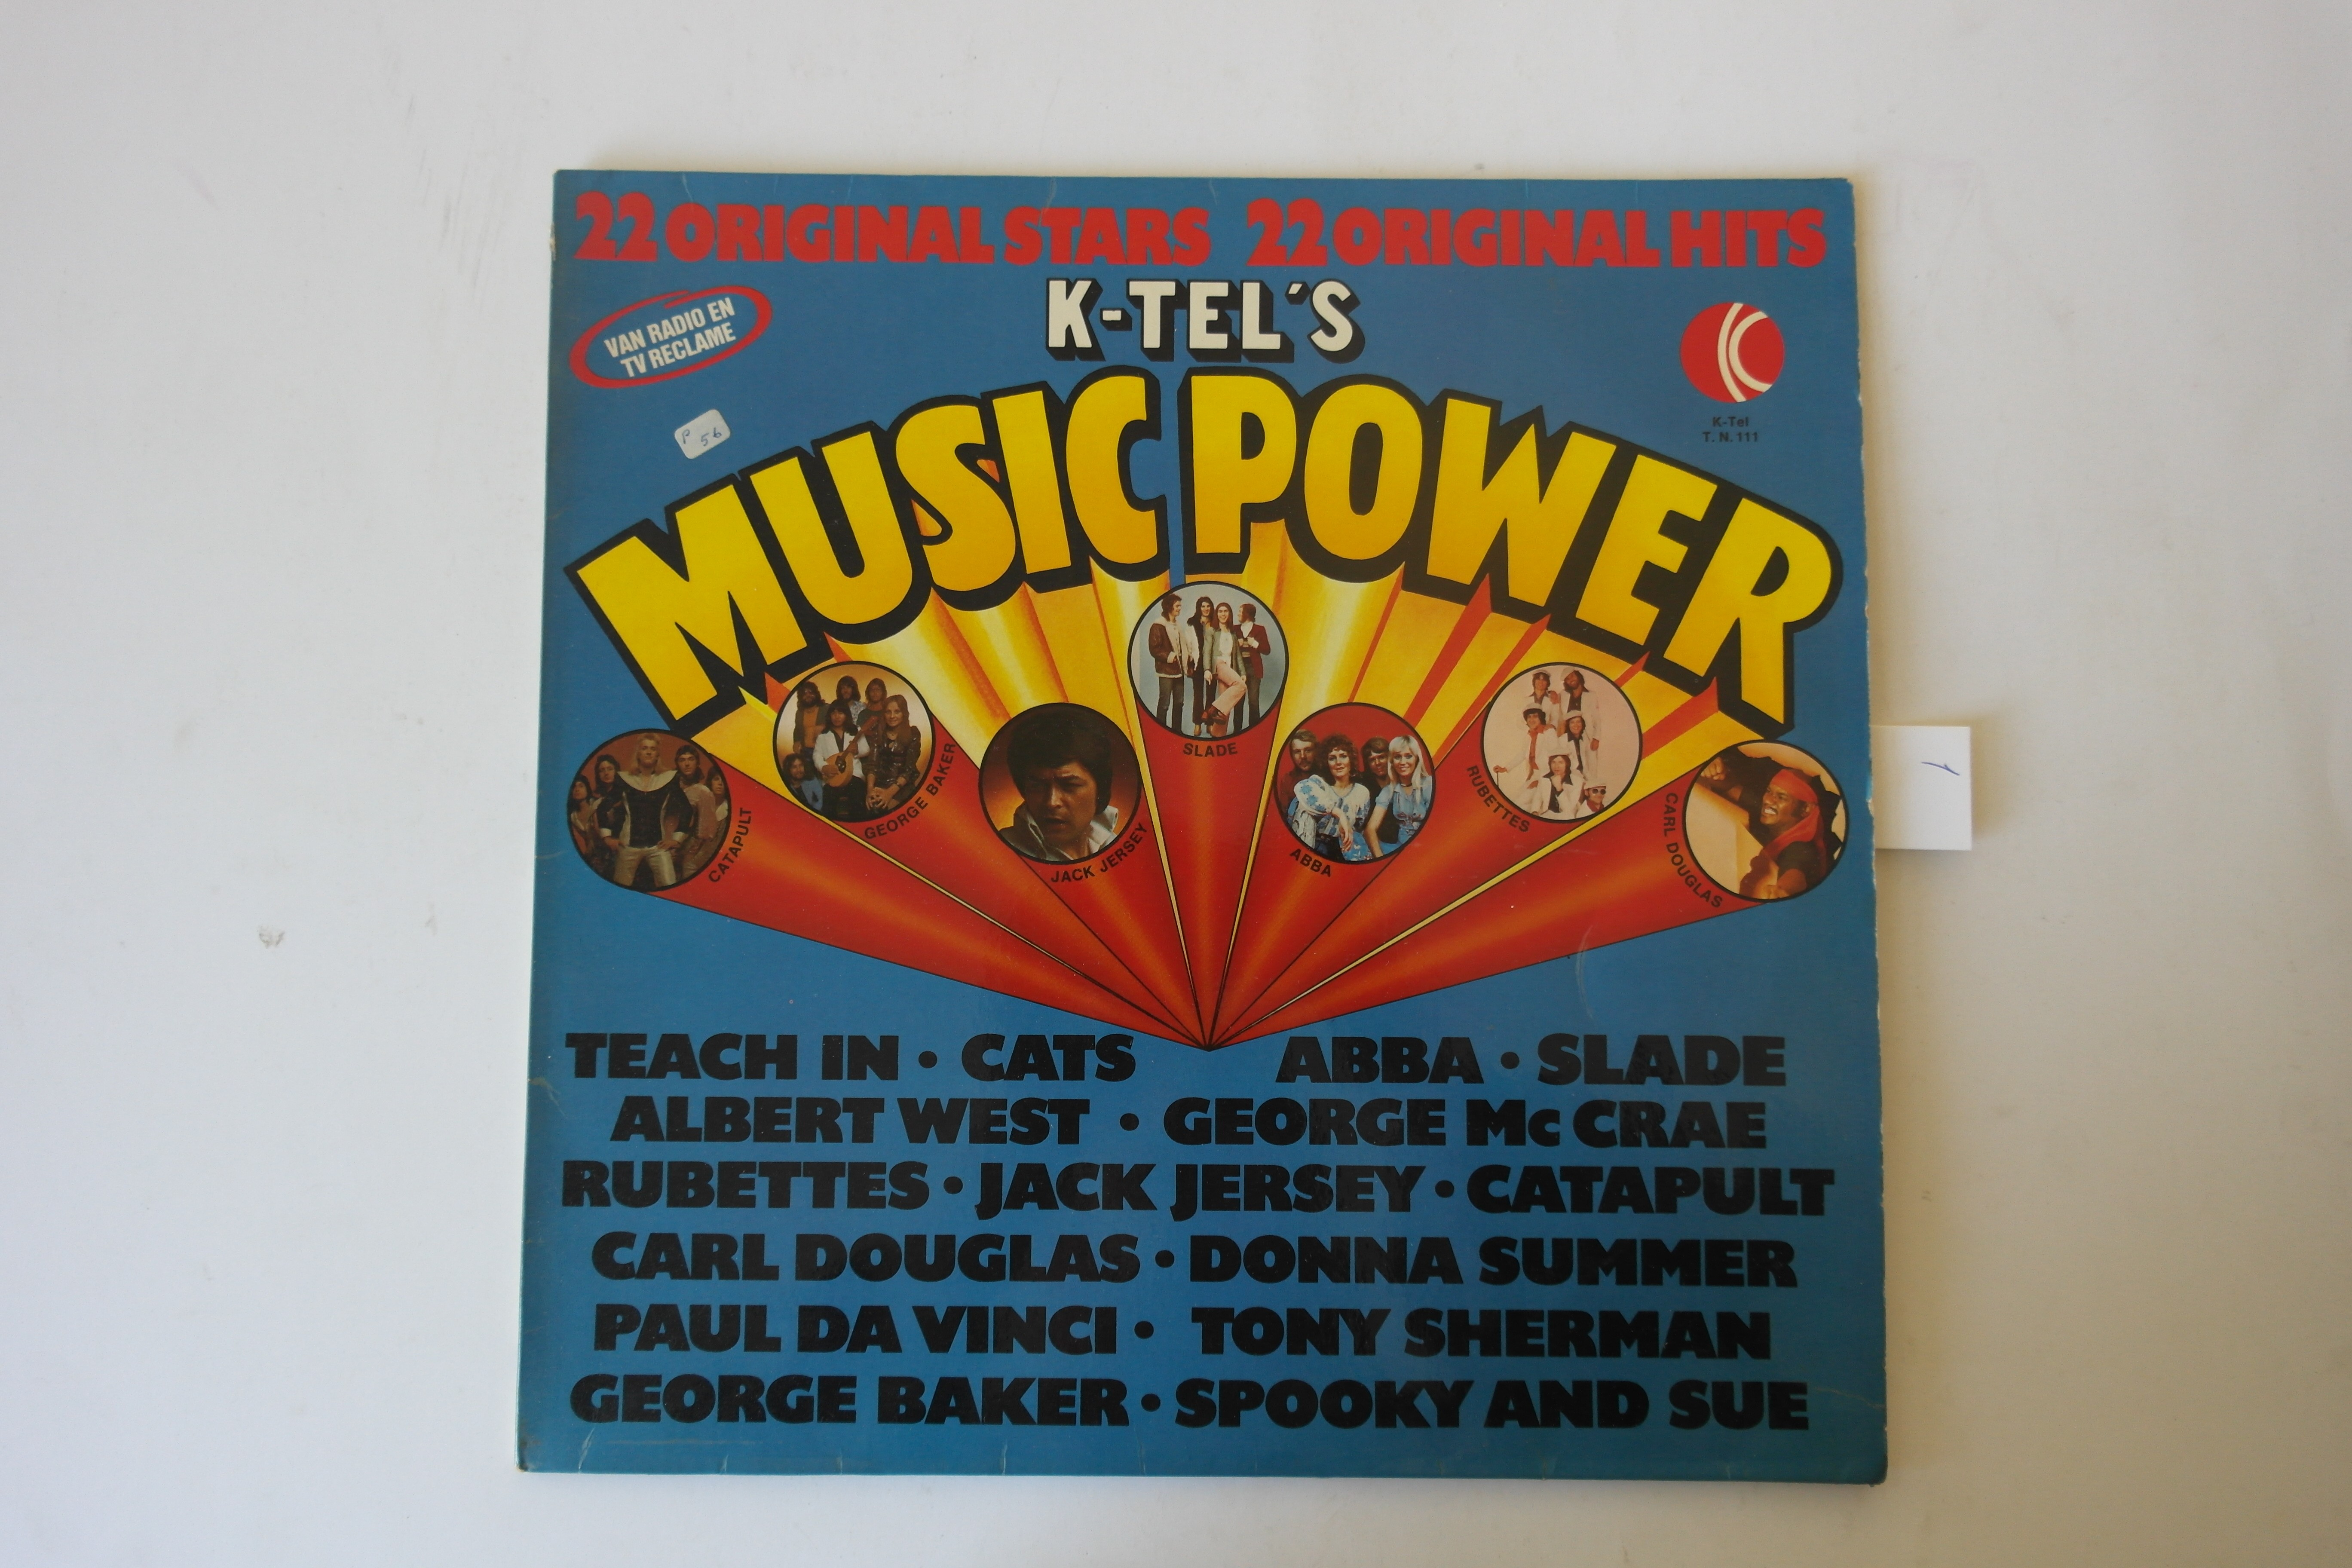 22 ORIGINAL STARS 22 ORIGINAL HITS
K-TEL'S
VAN RADIO EN
TV RECLAME
K-Tel
T. N. 111
P 56
MUSIC POWER
SLADE
GEORGE BAKER
JACK JERSEY
ABBA
RUBETTES
CATAPULT
CARL DOUGLAS
1
TEACH IN • CATS ABBA • SLADE
ALBERT WEST • GEORGE Mc CRAE
RUBETTES • JACK JERSEY • CATAPULT
CARL DOUGLAS • DONNA SUMMER
PAUL DA VINCI • TONY SHERMAN
GEORGE BAKER • SPOOKY AND SUE